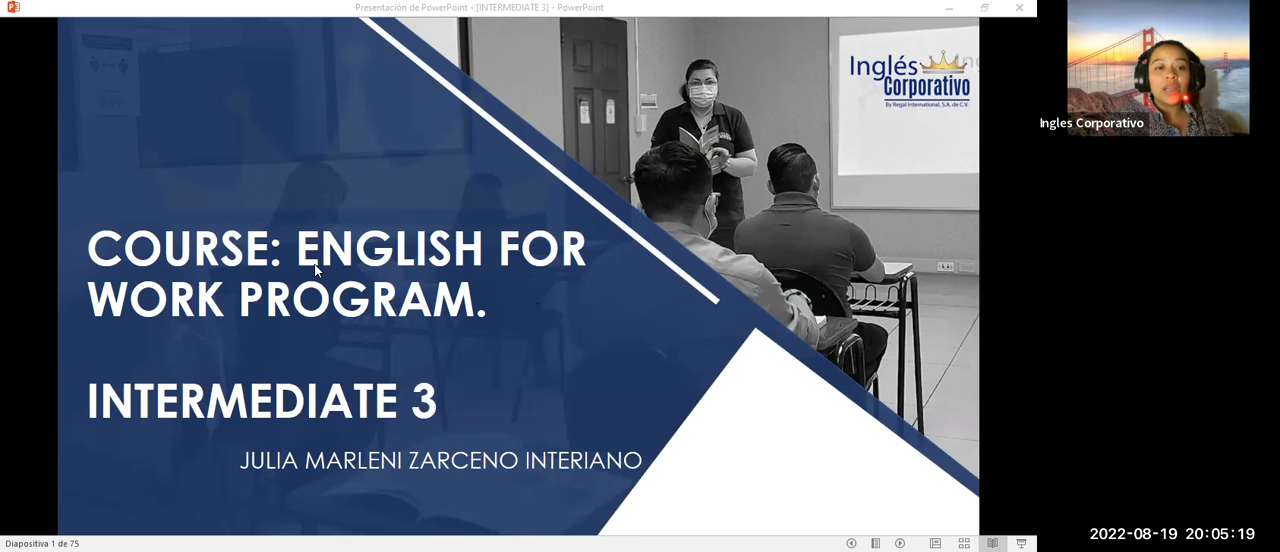 Presentación de PowerPoint - [INTERMEDIATE 3] - PowerPoint
Inglés
Corporativo
By Regal International, S.A. de C.V.
Ingles Corporativo
COURSE: ENGLISH FOR
WORK PROGRAM.
INTERMEDIATE 3
JULIA MARLENI ZARCENO INTERIANO
Diapositiva 1 de 75
2022-08-19 20:05:19